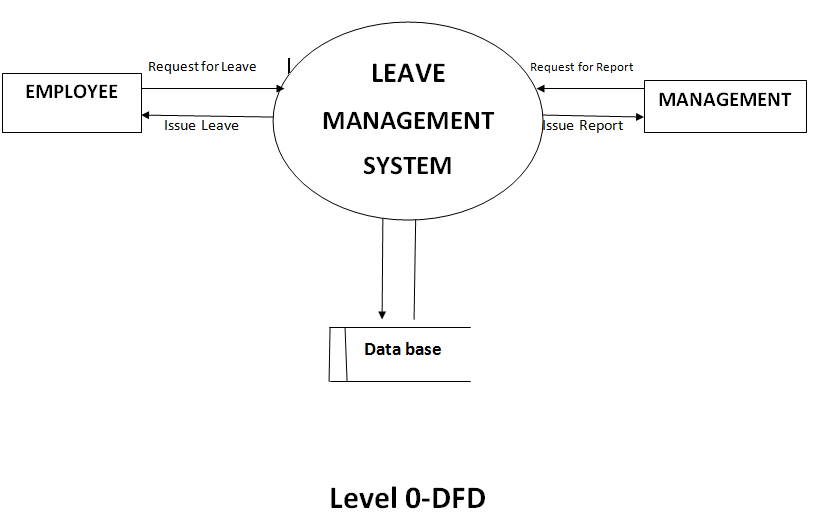 Request for Leave
Request for Report
LEAVE
MANAGEMENT
SYSTEM
EMPLOYEE
MANAGEMENT
Issue Leave
Issue Report
Data base
Level 0-DFD